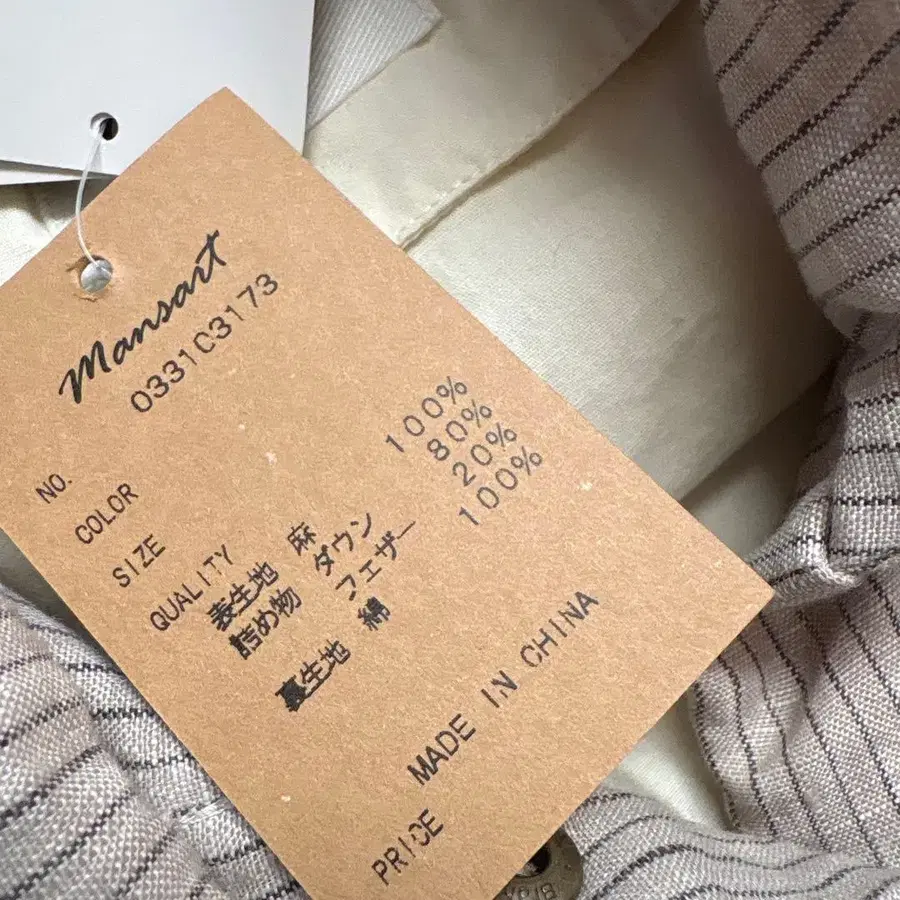 Mansart
0331C3173
NO.
COLOR
SIZE
QUALITY
表生地 麻 100%
詰め物 ダウン 80%
フェザー 20%
裏生地 綿 100%
MADE IN CHINA
PRICE